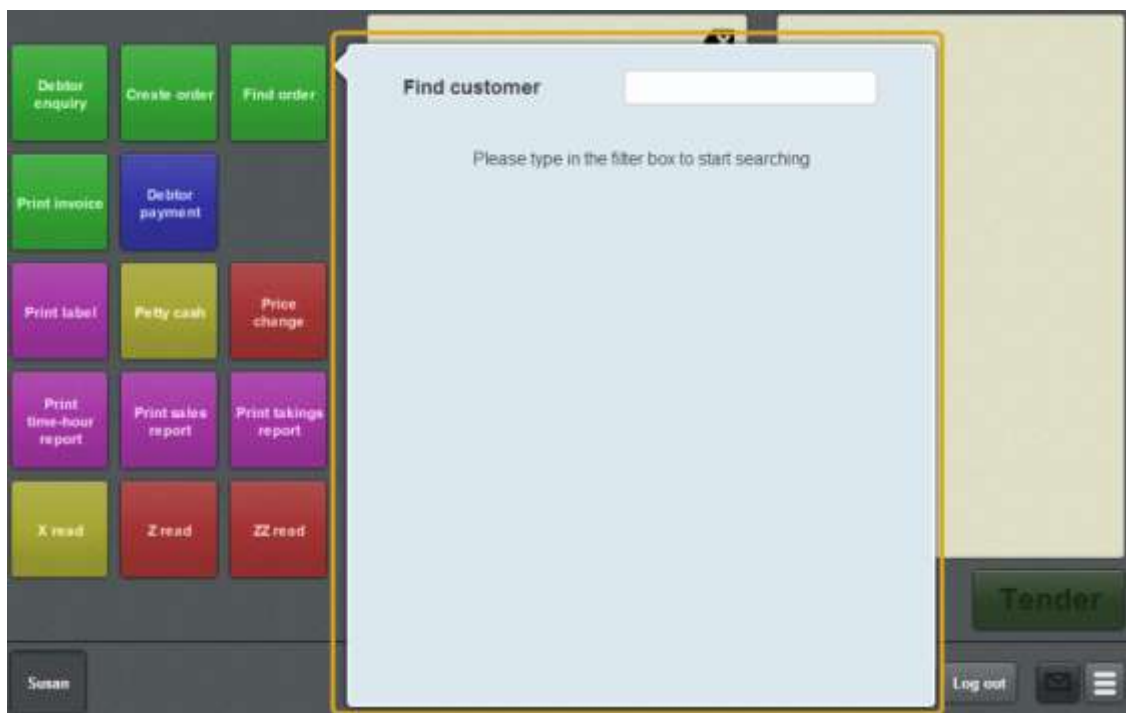 Debtor
enquiry
Create order
Find order
Print invoice
Debtor
payment
Print label
Petty cash
Price
change
Print
time-hour
report
Print sales
report
Print takings
report
X read
Z read
ZZ read
Find customer
Please type in the filter box to start searching
Tender
Susan
Log out